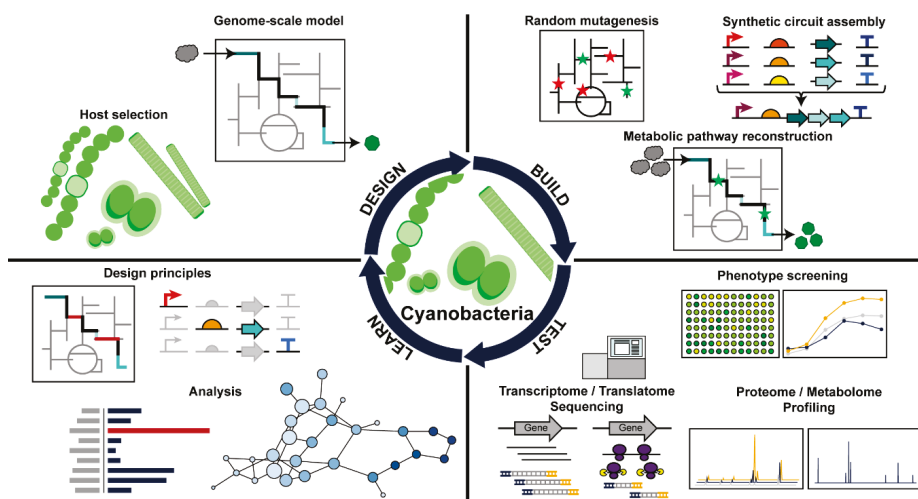 Genome-scale model
Host selection
Random mutagenesis
Synthetic circuit assembly
Metabolic pathway reconstruction
DESIGN
BUILD
TEST
LEARN
Cyanobacteria
Design principles
Analysis
Phenotype screening
Transcriptome / Translatome
Sequencing
Gene
Gene
Proteome / Metabolome
Profiling